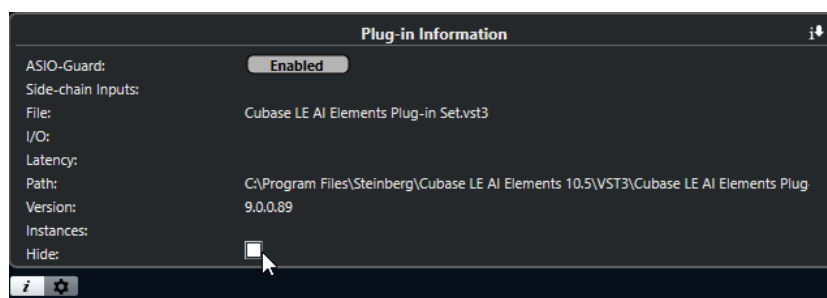 Plug-in Information
ASIO-Guard: Enabled
Side-chain Inputs:
File: Cubase LE AI Elements Plug-in Set.vst3
I/O:
Latency:
Path: C:\Program Files\Steinberg\Cubase LE AI Elements 10.5\VST3\Cubase LE AI Elements Plug-
Version: 9.0.0.89
Instances:
Hide: